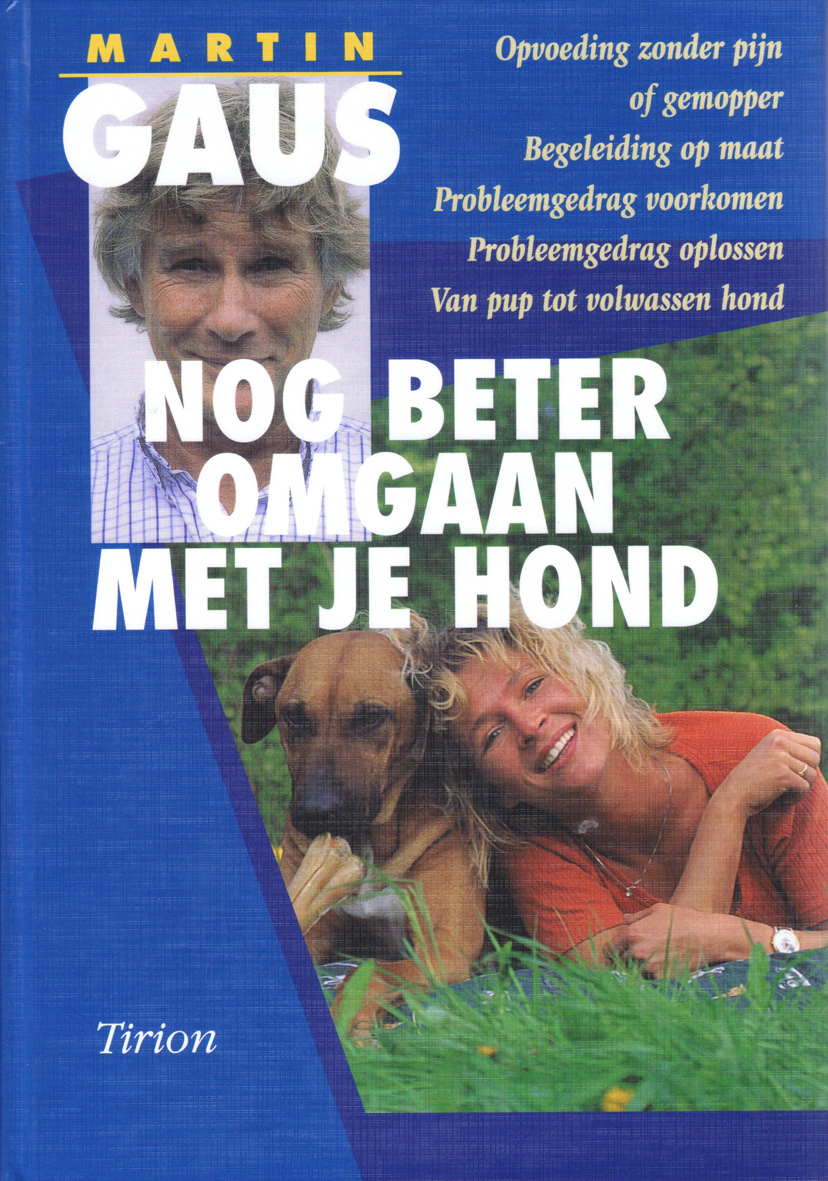 MARTIN
GAUS
Opvoeding zonder pijn
of gemopper
Begeleiding op maat
Probleemgedrag voorkomen
Probleemgedrag oplossen
Van pup tot volwassen hond
NOG BETER
OMGAAN
MET JE HOND
Tirion